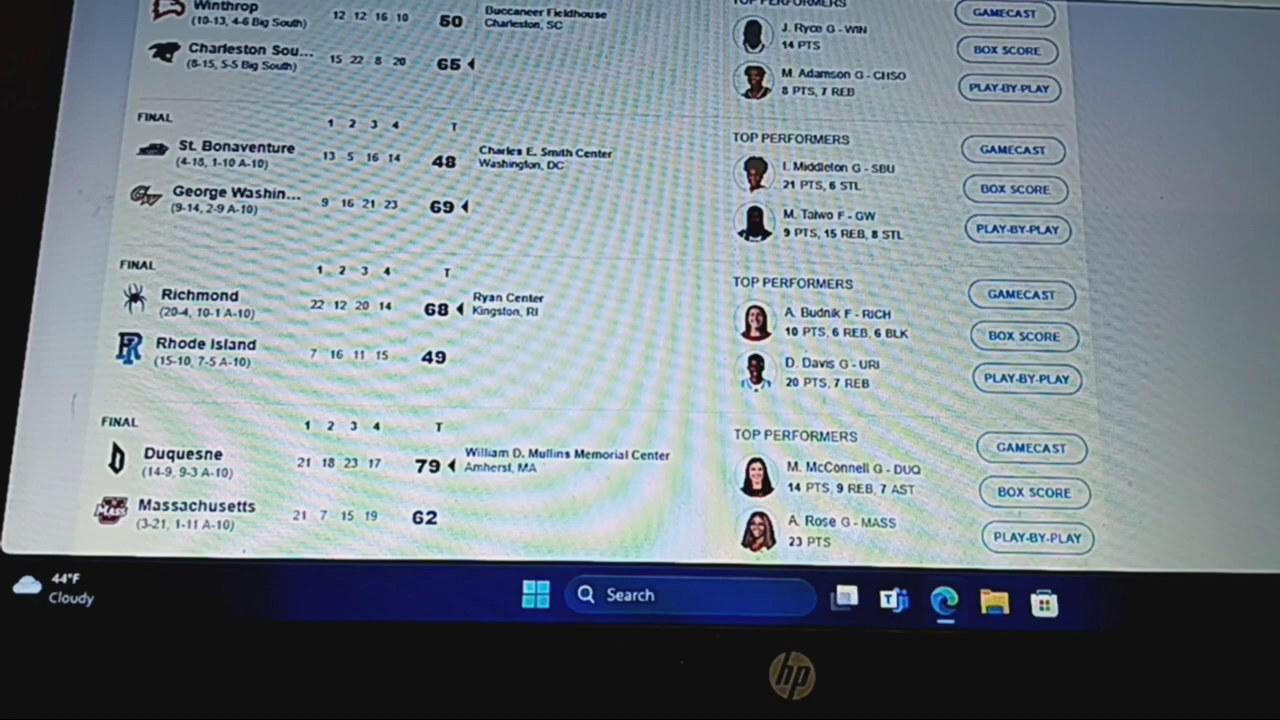 Winthrop
(10-13, 4-6 Big South)
12 12 16 10 50
Buccaneer Fieldhouse
Charleston, SC
Charleston Sou...
(8-15, 5-5 Big South)
15 22 8 20 65
TOP PERFORMERS
J. Ryce G - WIN
14 PTS
M. Adamson G - CHSO
8 PTS, 7 REB
GAMECAST
BOX SCORE
PLAY-BY-PLAY
FINAL
1 2 3 4 T
St. Bonaventure
(4-18, 1-10 A-10)
13 5 16 14 48
Charles E. Smith Center
Washington, DC
George Washin...
(9-14, 2-9 A-10)
9 16 21 23 69
TOP PERFORMERS
I. Middleton G - SBU
21 PTS, 6 STL
M. Taiwo F - GW
9 PTS, 15 REB, 8 STL
GAMECAST
BOX SCORE
PLAY-BY-PLAY
FINAL
1 2 3 4 T
Richmond
(20-4, 10-1 A-10)
22 12 20 14 68
Ryan Center
Kingston, RI
Rhode Island
(15-10, 7-5 A-10)
7 16 11 15 49
TOP PERFORMERS
A. Budnik F - RICH
10 PTS, 6 REB, 6 BLK
D. Davis G - URI
20 PTS, 7 REB
GAMECAST
BOX SCORE
PLAY-BY-PLAY
FINAL
1 2 3 4 T
Duquesne
(14-9, 9-3 A-10)
21 18 23 17 79
William D. Mullins Memorial Center
Amherst, MA
Massachusetts
(3-21, 1-11 A-10)
21 7 15 19 62
TOP PERFORMERS
M. McConnell G - DUQ
14 PTS, 9 REB, 7 AST
A. Rose G - MASS
23 PTS
GAMECAST
BOX SCORE
PLAY-BY-PLAY
44°F
Cloudy
Search
hp